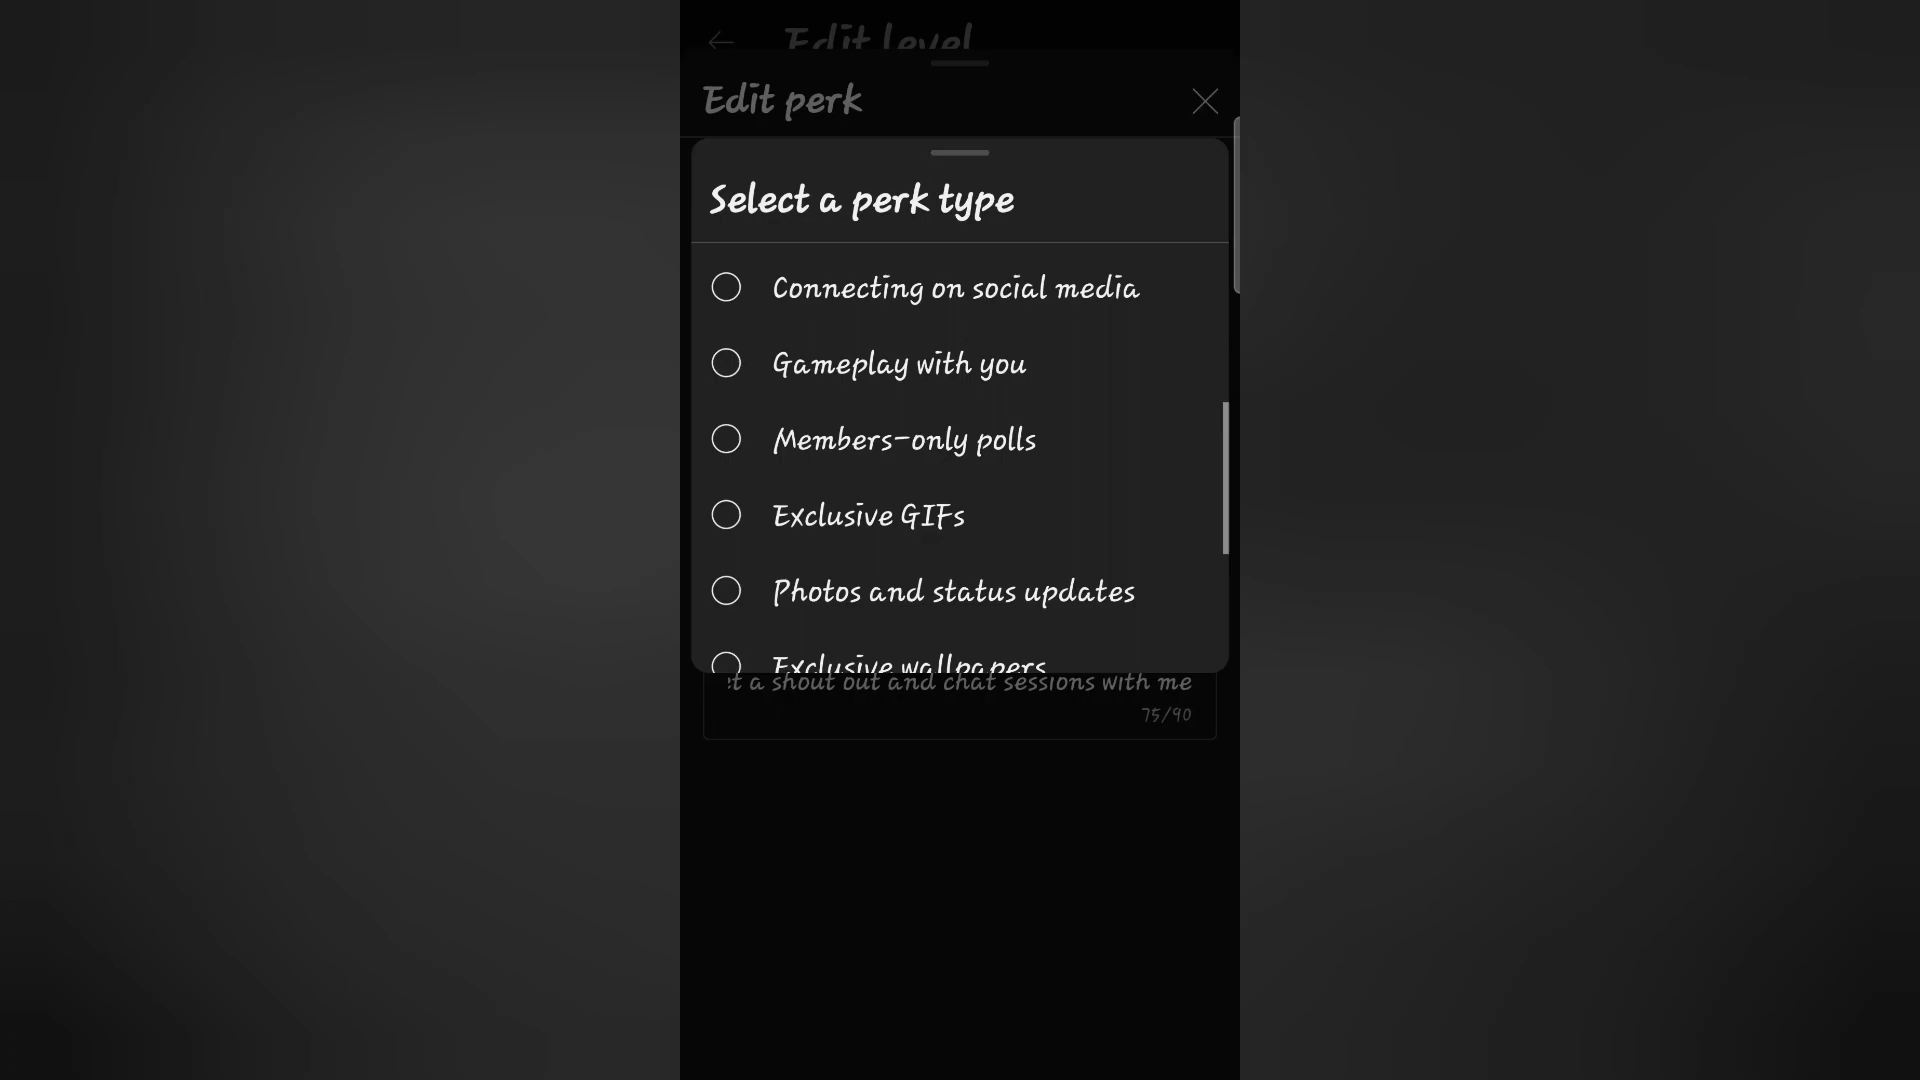 Edit level
Edit perk
Select a perk type
Connecting on social media
Gameplay with you
Members-only polls
Exclusive GIFs
Photos and status updates
Exclusive wallpapers
a shout out and chat sessions with me
75/90